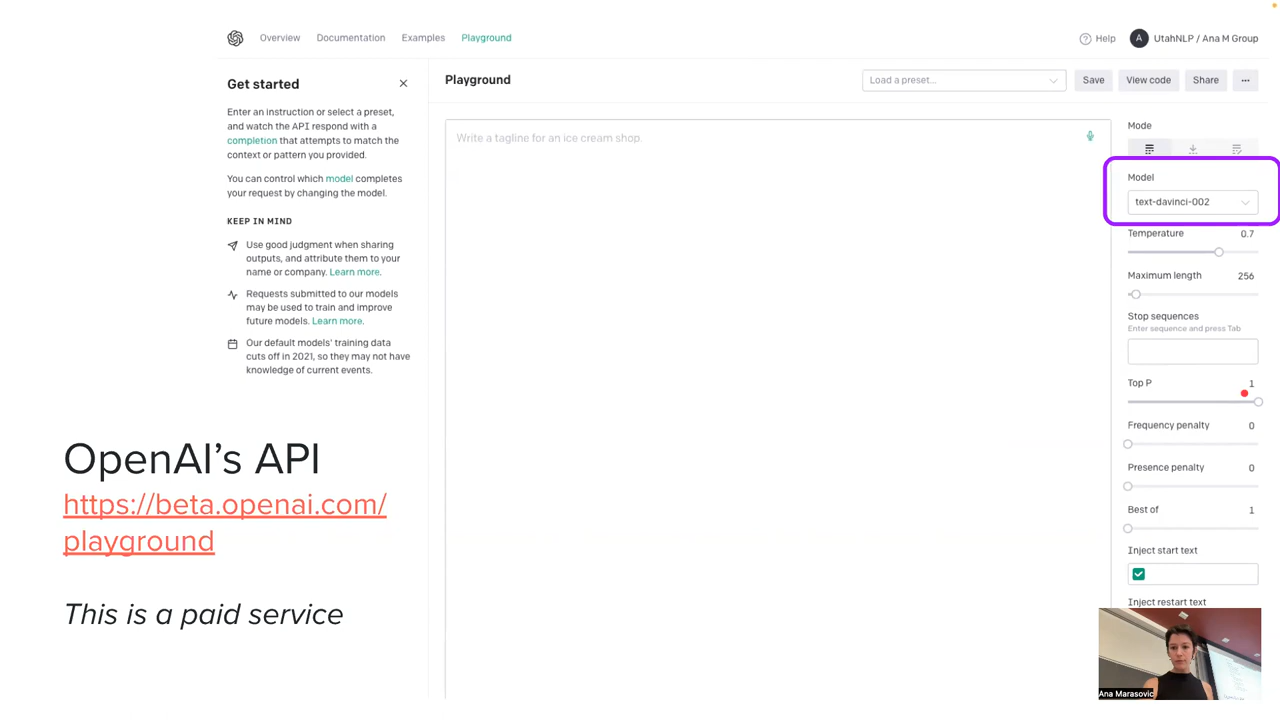 Overview Documentation Examples Playground
Help A UtahNLP / Ana M Group
Get started
Enter an instruction or select a preset,
and watch the API respond with a
completion that attempts to match the
context or pattern you provided.
You can control which model completes
your request by changing the model.
KEEP IN MIND
Use good judgment when sharing
outputs, and attribute them to your
name or company. Learn more.
Requests submitted to our models
may be used to train and improve
future models. Learn more.
Our default models' training data
cuts off in 2021, so they may not have
knowledge of current events.
Playground
Load a preset...
Save
View code
Share
...
Write a tagline for an ice cream shop.
Mode
Model
text-davinci-002
Temperature 0.7
Maximum length 256
Stop sequences
Enter sequence and press Tab
Top P 1
Frequency penalty 0
Presence penalty 0
Best of 1
Inject start text
Inject restart text
OpenAI’s API
https://beta.openai.com/
playground
This is a paid service
Ana Marasovic